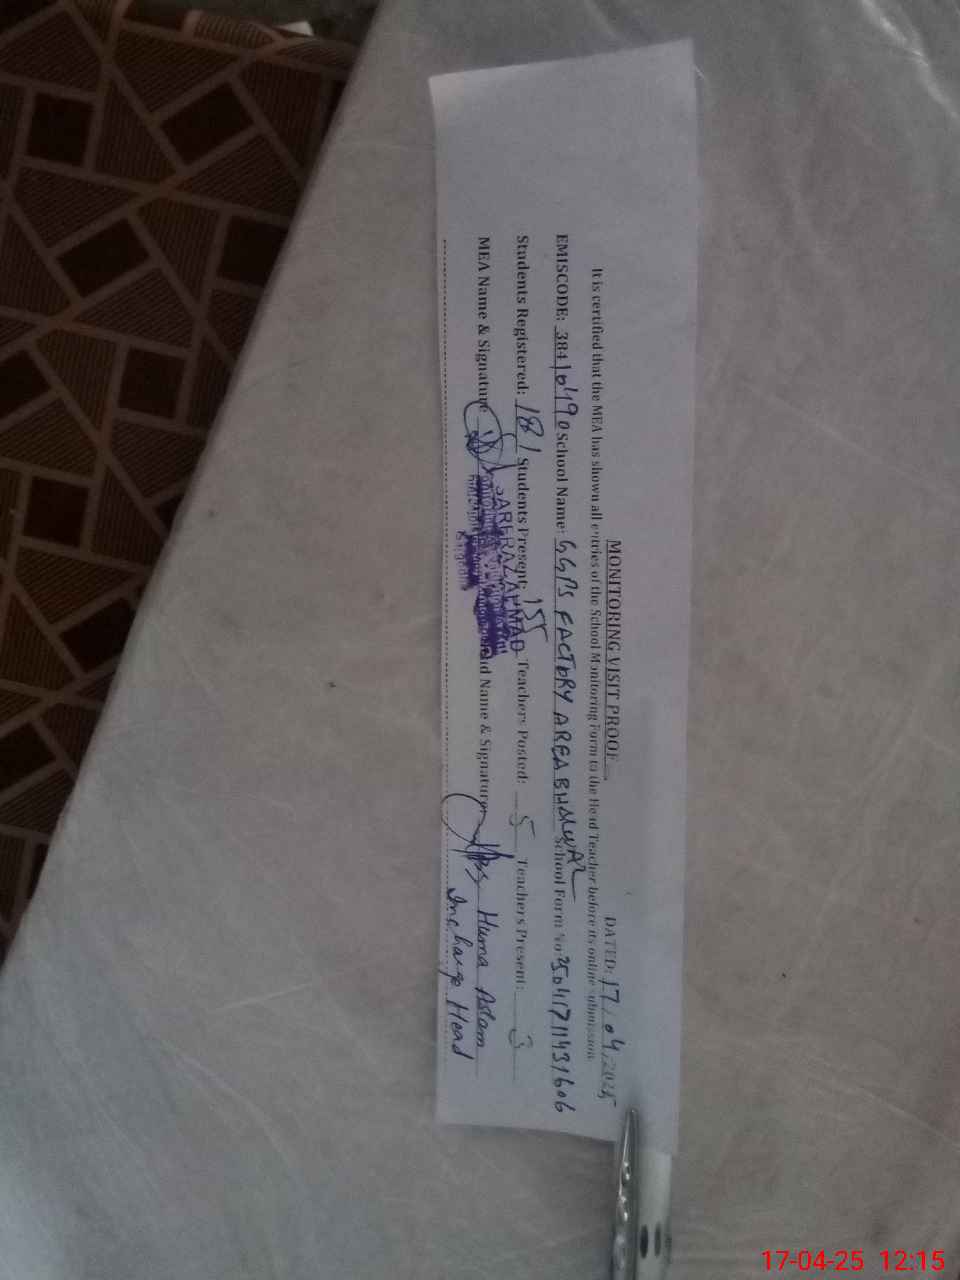 MONITORING VISIT PROOF
DATED: 17/04/2025
It is certified that the MEA has shown all entries of the School Monitoring Form to the Head Teacher before its online submission.
EMISCODE: 38410490 School Name: GGPS FACTORY AREA BHALWAL School Form No 250417111431606
Students Registered: 181 Students Present: 155 Teachers Posted: 5 Teachers Present: 3
MEA Name & Signature SARFRAZ AHMAD Head Name & Signature Huma Aslam
Incharge Head
17-04-25 12:15